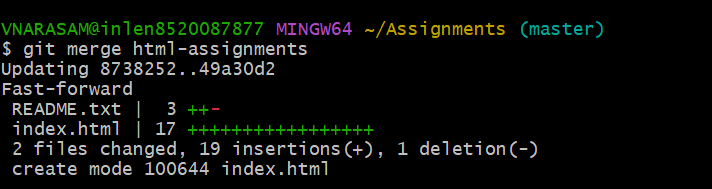 VNARASAM@inlen8520087877 MINGW64 ~/Assignments (master)
$ git merge html-assignments
Updating 8738252..49a30d2
Fast-forward
 README.txt |  3 ++-
 index.html | 17 +++++++++++++++++
 2 files changed, 19 insertions(+), 1 deletion(-)
 create mode 100644 index.html